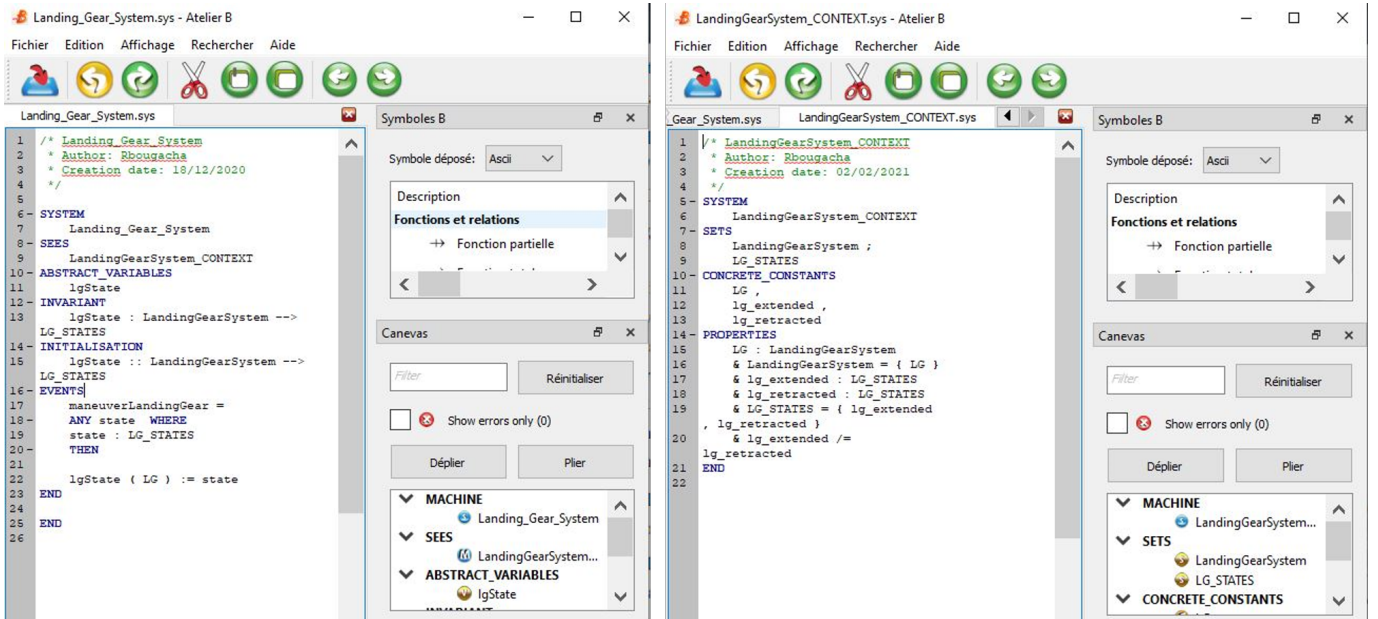 Landing_Gear_System.sys - Atelier B
Fichier Edition Affichage Rechercher Aide
Landing_Gear_System.sys
1 /* Landing_Gear_System
2 * Author: Rbougacha
3 * Creation date: 18/12/2020
4 */
5
6 SYSTEM
7 Landing_Gear_System
8 SEES
9 LandingGearSystem_CONTEXT
10 ABSTRACT_VARIABLES
11 lgState
12 INVARIANT
13 lgState : LandingGearSystem -->
LG_STATES
14 INITIALISATION
15 lgState :: LandingGearSystem -->
LG_STATES
16 EVENTS
17 maneuverLandingGear =
18 ANY state WHERE
19 state : LG_STATES
20 THEN
21
22 lgState ( LG ) := state
23 END
24
25 END
26
Symboles B
Symbole déposé: Ascii
Description
Fonctions et relations
⇸ Fonction partielle
Canevas
Filter
Réinitialiser
Show errors only (0)
Déplier
Plier
MACHINE
Landing_Gear_System
SEES
LandingGearSystem...
ABSTRACT_VARIABLES
lgState
INVARIANT
LandingGearSystem_CONTEXT.sys - Atelier B
Fichier Edition Affichage Rechercher Aide
_Gear_System.sys LandingGearSystem_CONTEXT.sys
1 /* LandingGearSystem_CONTEXT
2 * Author: Rbougacha
3 * Creation date: 02/02/2021
4 */
5 SYSTEM
6 LandingGearSystem_CONTEXT
7 SETS
8 LandingGearSystem ;
9 LG_STATES
10 CONCRETE_CONSTANTS
11 LG ,
12 lg_extended ,
13 lg_retracted
14 PROPERTIES
15 LG : LandingGearSystem
16 & LandingGearSystem = { LG }
17 & lg_extended : LG_STATES
18 & lg_retracted : LG_STATES
19 & LG_STATES = { lg_extended
, lg_retracted }
20 & lg_extended /=
lg_retracted
21 END
22
Symboles B
Symbole déposé: Ascii
Description
Fonctions et relations
⇸ Fonction partielle
Canevas
Filter
Réinitialiser
Show errors only (0)
Déplier
Plier
MACHINE
LandingGearSystem...
SETS
LandingGearSystem
LG_STATES
CONCRETE_CONSTANTS